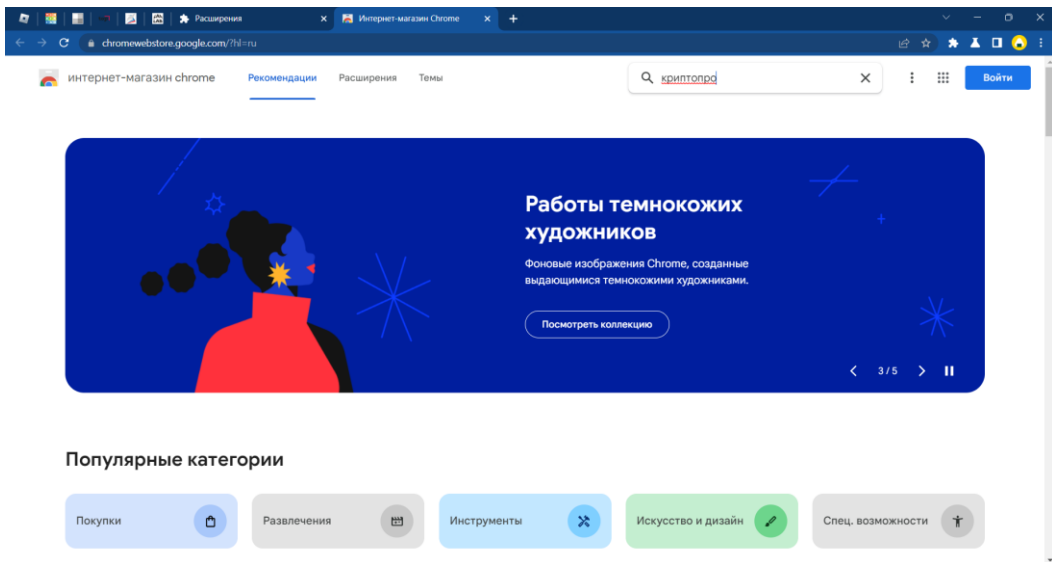 Расширения
Интернет-магазин Chrome
chromewebstore.google.com/?hl=ru
интернет-магазин chrome
Рекомендации
Расширения
Темы
криптопро
Войти
Работы темнокожих
художников
Фоновые изображения Chrome, созданные
выдающимися темнокожими художниками.
Посмотреть коллекцию
3/5
Популярные категории
Покупки
Развлечения
Инструменты
Искусство и дизайн
Спец. возможности